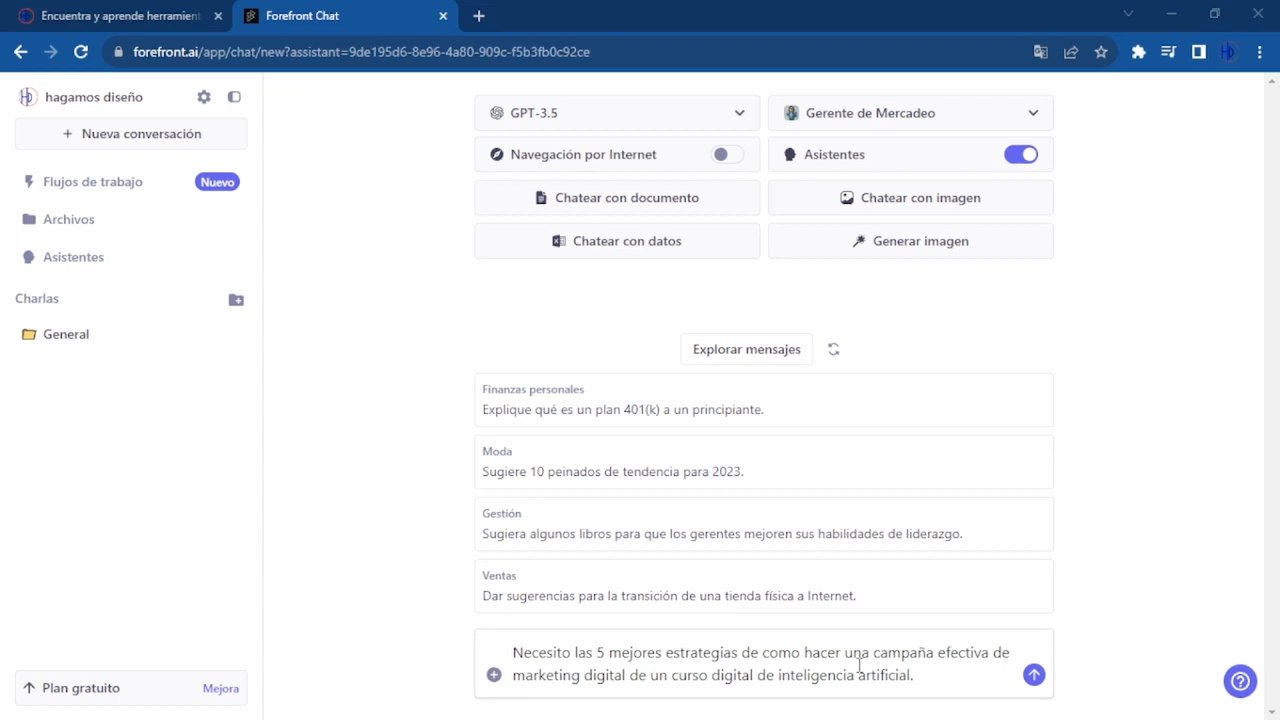 Encuentra y aprende herramient
Forefront Chat
forefront.ai/app/chat/new?assistant=9de195d6-8e96-4a80-909c-f5b3fb0c92ce
hagamos diseño
Nueva conversación
Flujos de trabajo
Nuevo
Archivos
Asistentes
Charlas
General
Plan gratuito
Mejora
GPT-3.5
Gerente de Mercadeo
Navegación por Internet
Asistentes
Chatear con documento
Chatear con imagen
Chatear con datos
Generar imagen
Explorar mensajes
Finanzas personales
Explique qué es un plan 401(k) a un principiante.
Moda
Sugiere 10 peinados de tendencia para 2023.
Gestión
Sugiera algunos libros para que los gerentes mejoren sus habilidades de liderazgo.
Ventas
Dar sugerencias para la transición de una tienda física a Internet.
Necesito las 5 mejores estrategias de como hacer una campaña efectiva de
marketing digital de un curso digital de inteligencia artificial.